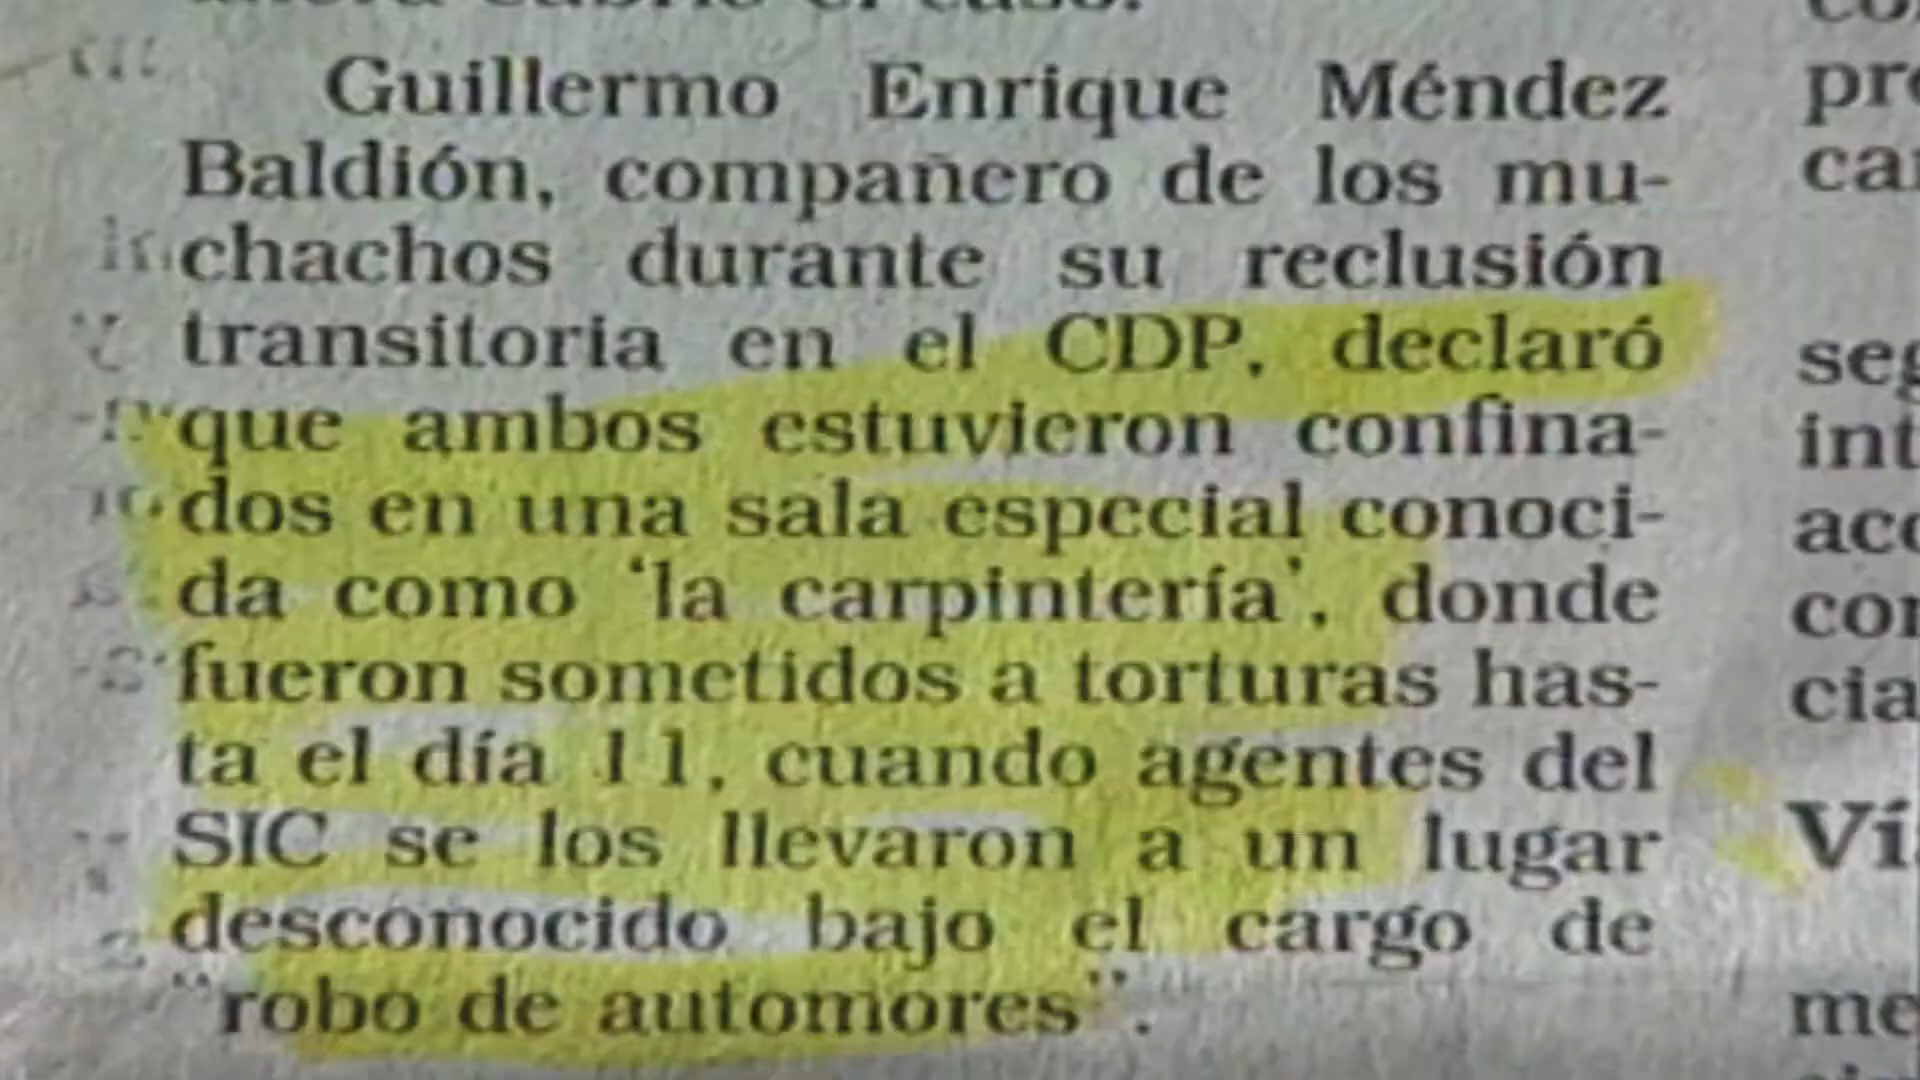 Guillermo Enrique Méndez
Baldión, compañero de los mu-
chachos durante su reclusión
transitoria en el CDP, declaró
que ambos estuvieron confina-
dos en una sala especial conoci-
da como 'la carpintería', donde
fueron sometidos a torturas has-
ta el día 11, cuando agentes del
SIC se los llevaron a un lugar
desconocido bajo el cargo de
"robo de automores".